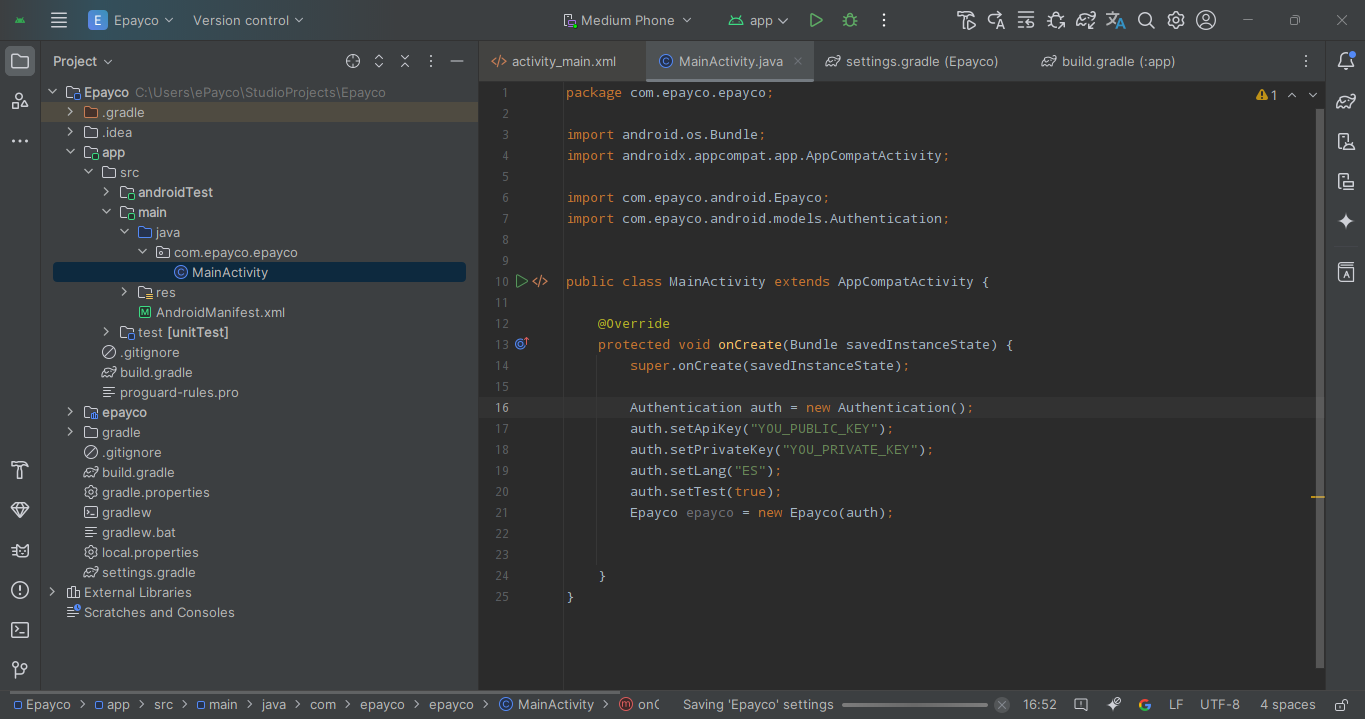 E Epayco Version control Medium Phone app
Project
activity_main.xml MainActivity.java settings.gradle (Epayco) build.gradle (:app)
Epayco C:\Users\ePayco\StudioProjects\Epayco
.gradle
.idea
app
src
androidTest
main
java
com.epayco.epayco
MainActivity
res
AndroidManifest.xml
test [unitTest]
.gitignore
build.gradle
proguard-rules.pro
epayco
gradle
.gitignore
build.gradle
gradle.properties
gradlew
gradlew.bat
local.properties
settings.gradle
External Libraries
Scratches and Consoles
1
1 package com.epayco.epayco;
2
3 import android.os.Bundle;
4 import androidx.appcompat.app.AppCompatActivity;
5
6 import com.epayco.android.Epayco;
7 import com.epayco.android.models.Authentication;
8
9
10 public class MainActivity extends AppCompatActivity {
11
12 @Override
13 protected void onCreate(Bundle savedInstanceState) {
14 super.onCreate(savedInstanceState);
15
16 Authentication auth = new Authentication();
17 auth.setApiKey("YOU_PUBLIC_KEY");
18 auth.setPrivateKey("YOU_PRIVATE_KEY");
19 auth.setLang("ES");
20 auth.setTest(true);
21 Epayco epayco = new Epayco(auth);
22
23
24 }
25 }
Epayco > app > src > main > java > com > epayco > epayco > MainActivity > onC Saving 'Epayco' settings 16:52 LF UTF-8 4 spaces